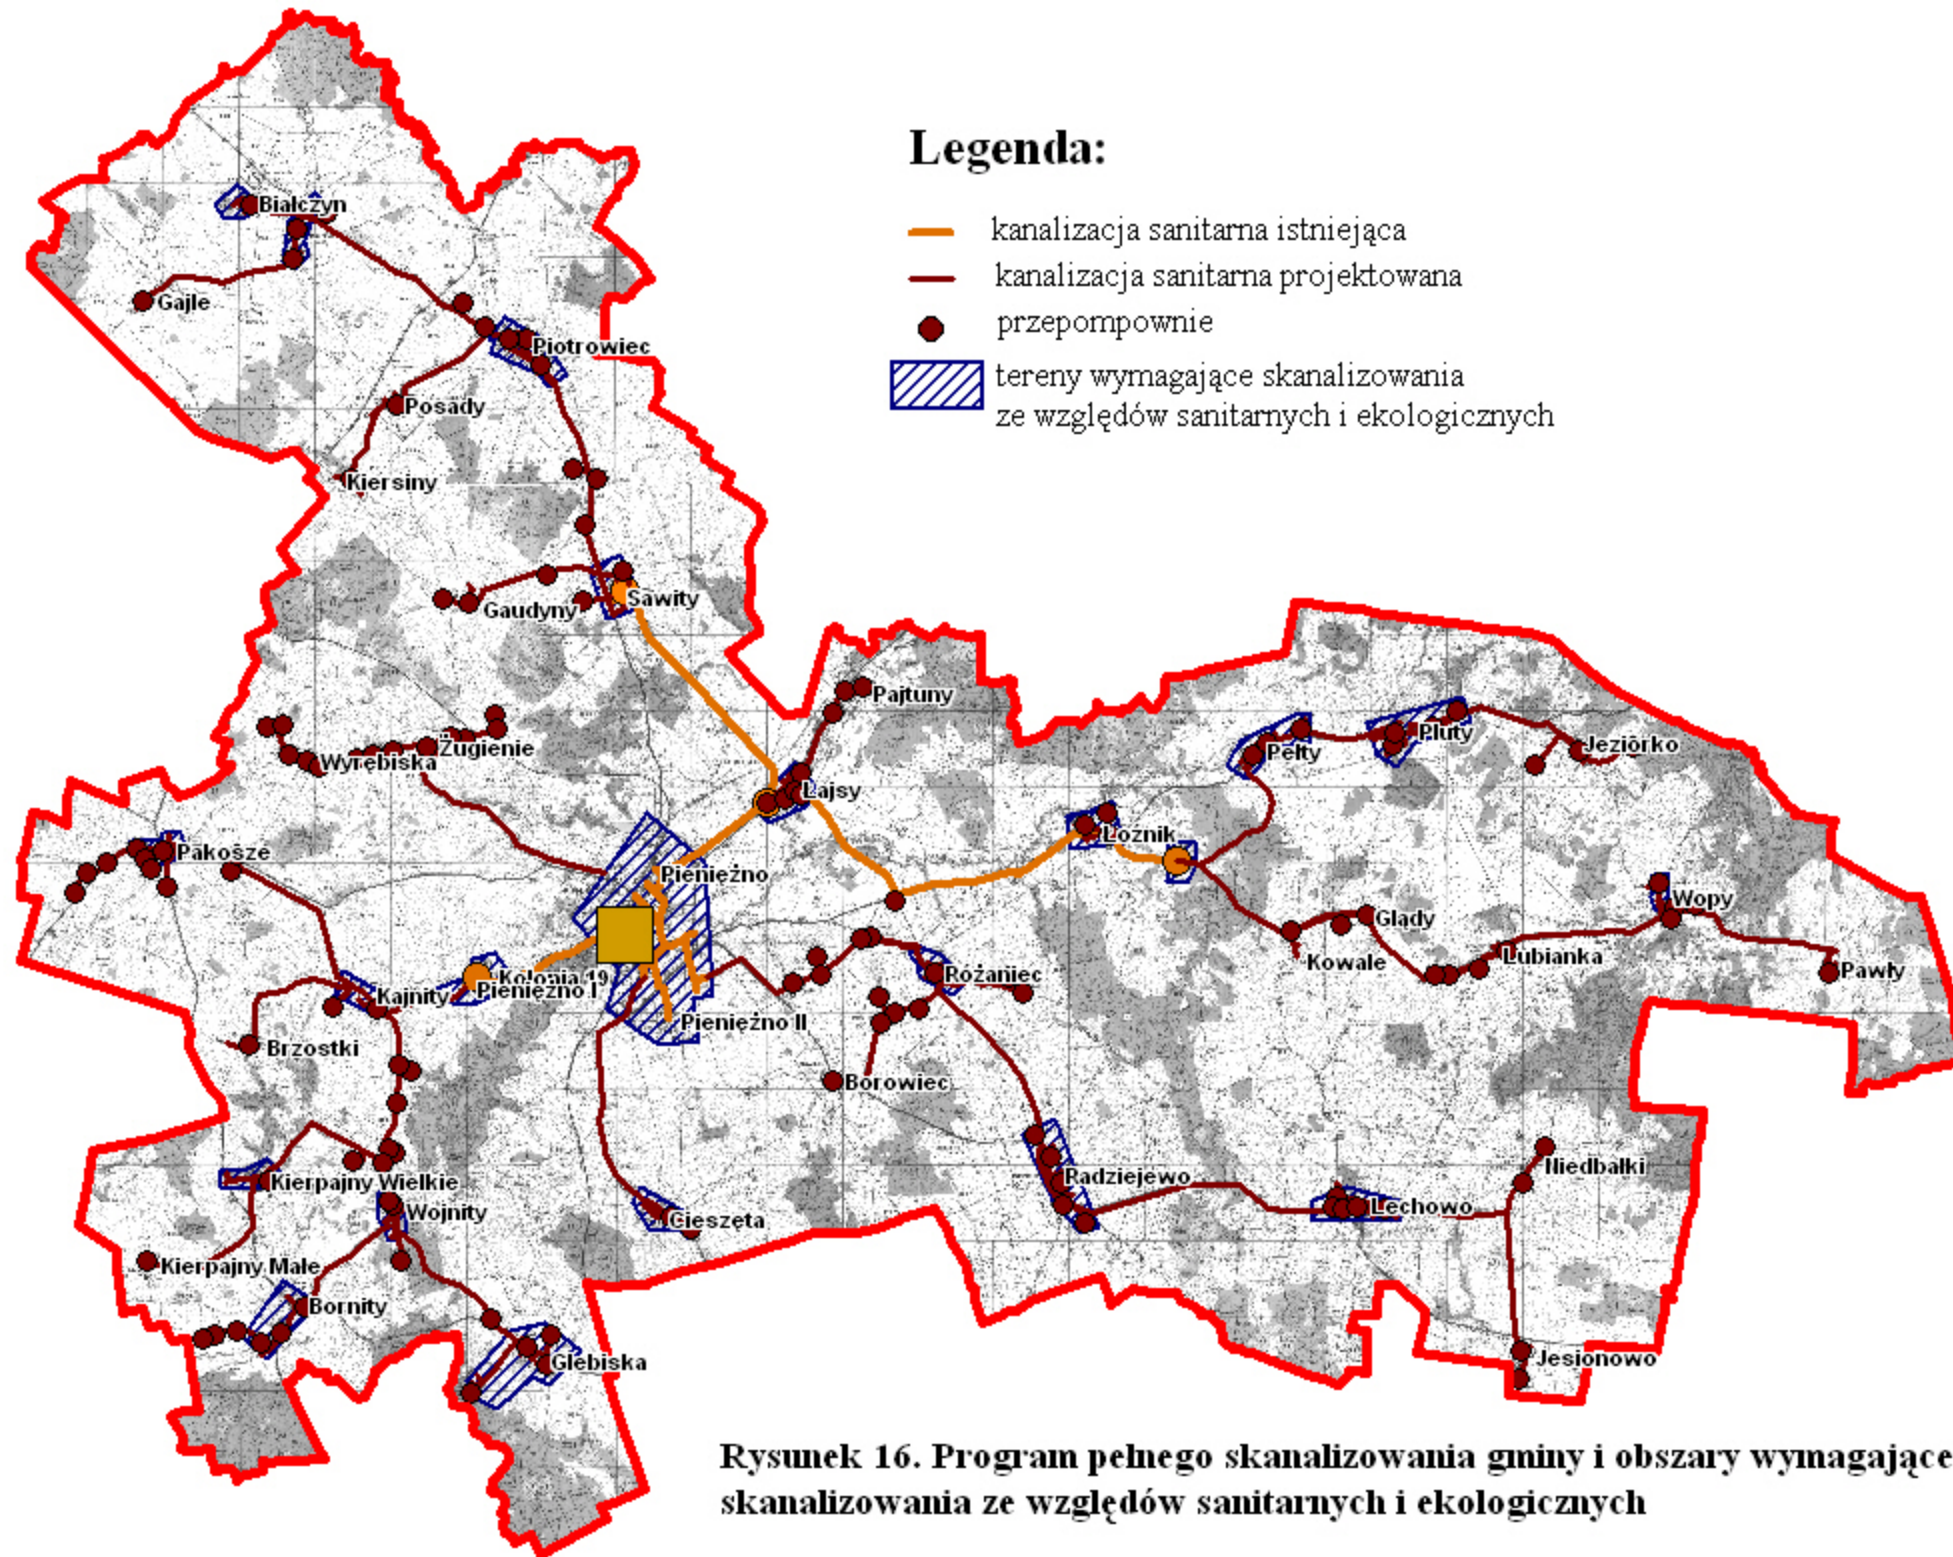 Legenda:
kanalizacja sanitarna istniejąca
kanalizacja sanitarna projektowana
przepompownie
tereny wymagające skanalizowania
ze względów sanitarnych i ekologicznych
Białczyn
Gajle
Piotrowiec
Posady
Kiersiny
Sawity
Gaudyny
Pajtuny
Pełty
Pluty
Jeziórko
Żugienie
Wyrębiska
Łajsy
Łoznik
Pakosze
Pieniężno
Wopy
Glądy
Kowale
Lubianka
Pawły
Kolonia 19
Pieniężno I
Różaniec
Kajnity
Pieniężno II
Brzostki
Borowiec
Niedbałki
Radziejewo
Kierpajny Wielkie
Lechowo
Wojnity
Cieszęta
Kierpajny Małe
Bornity
Glebiska
Jesionowo
Rysunek 16. Program pełnego skanalizowania gminy i obszary wymagające
skanalizowania ze względów sanitarnych i ekologicznych